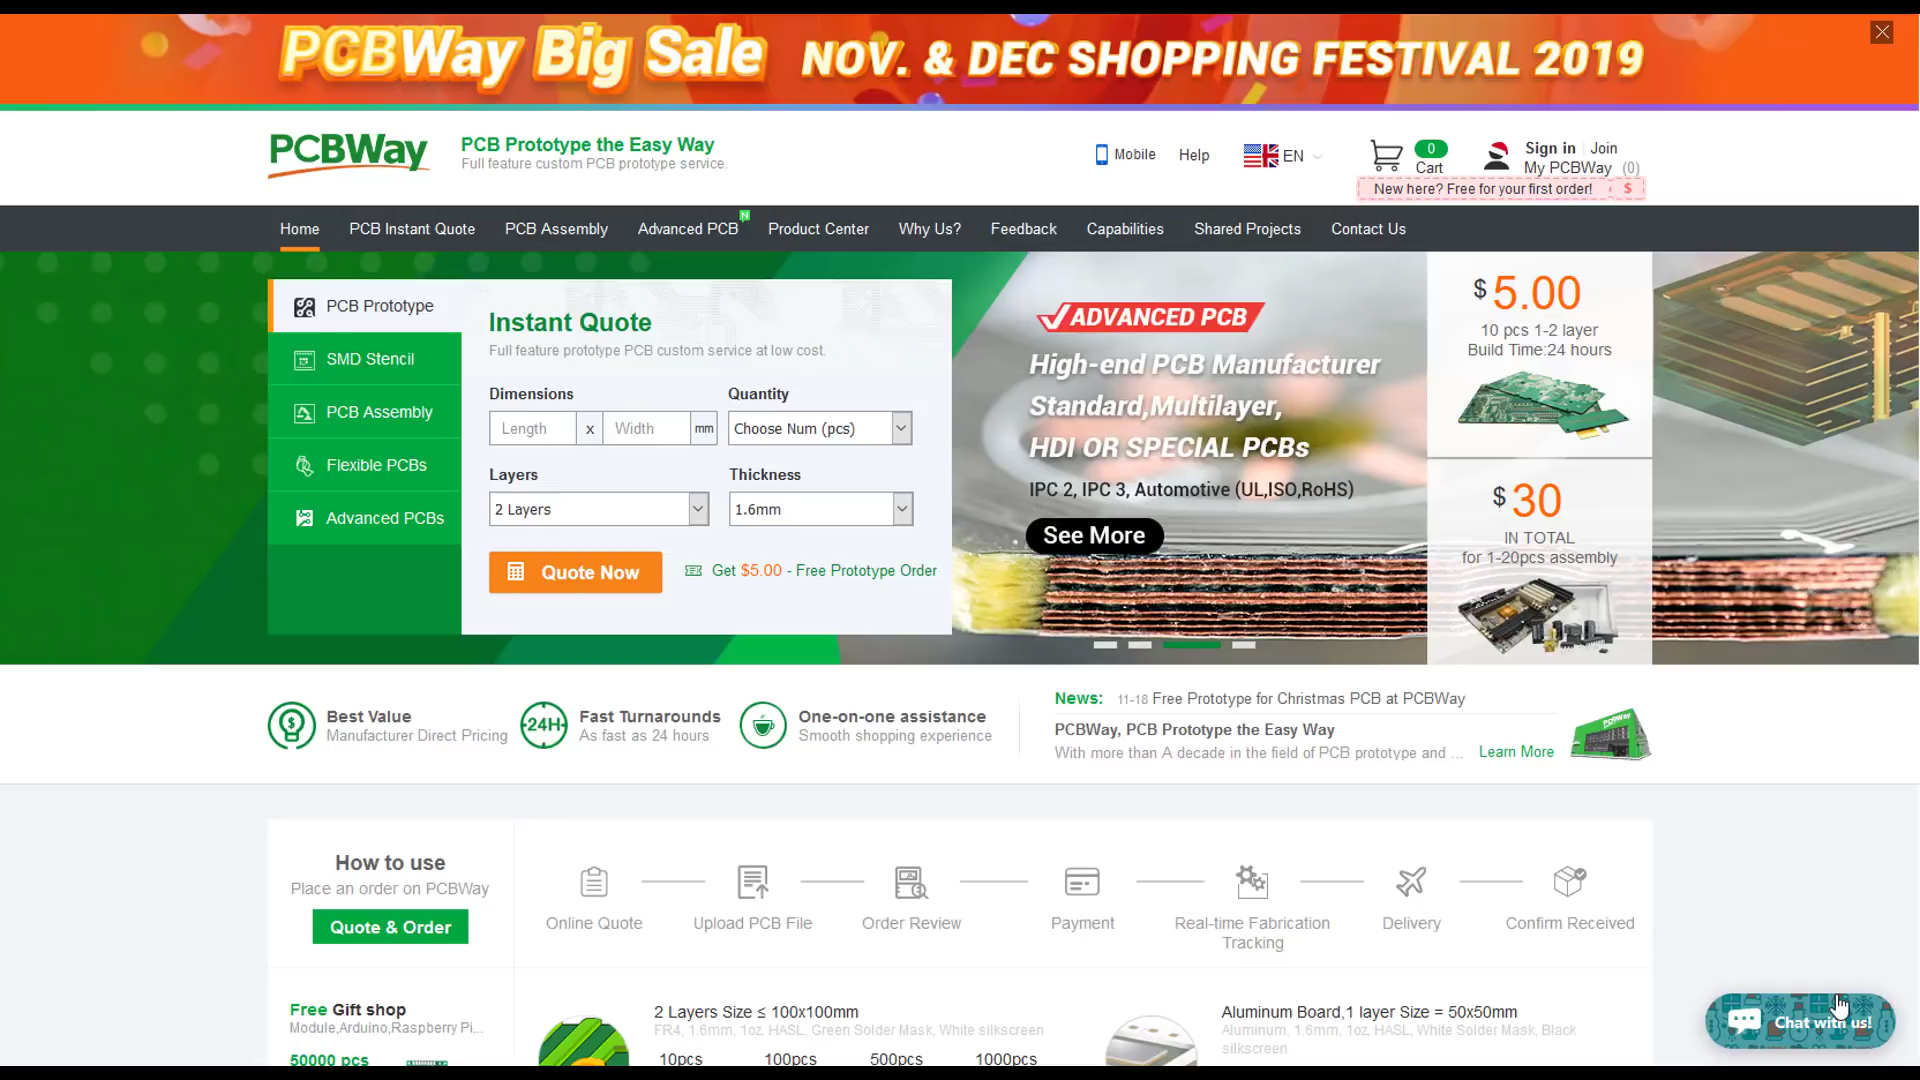 PCBWay Big Sale NOV. & DEC SHOPPING FESTIVAL 2019
PCBWay
PCB Prototype the Easy Way
Full feature custom PCB prototype service.
Mobile
Help
EN
0
Cart
Sign in
Join
My PCBWay (0)
New here? Free for your first order! $
Home
PCB Instant Quote
PCB Assembly
Advanced PCB
N
Product Center
Why Us?
Feedback
Capabilities
Shared Projects
Contact Us
PCB Prototype
SMD Stencil
PCB Assembly
Flexible PCBs
Advanced PCBs
Instant Quote
Full feature prototype PCB custom service at low cost.
Dimensions
Quantity
Length x Width mm
Choose Num (pcs)
Layers
Thickness
2 Layers
1.6mm
Quote Now
Get $5.00 - Free Prototype Order
ADVANCED PCB
High-end PCB Manufacturer
Standard,Multilayer,
HDI OR SPECIAL PCBs
IPC 2, IPC 3, Automotive (UL,ISO,RoHS)
See More
$5.00
10 pcs 1-2 layer
Build Time:24 hours
$30
IN TOTAL
for 1-20pcs assembly
Best Value
Manufacturer Direct Pricing
24H
Fast Turnarounds
As fast as 24 hours
One-on-one assistance
Smooth shopping experience
News: 11-18 Free Prototype for Christmas PCB at PCBWay
PCBWay, PCB Prototype the Easy Way
With more than A decade in the field of PCB prototype and ... Learn More
PCBWay
How to use
Place an order on PCBWay
Quote & Order
Online Quote
Upload PCB File
Order Review
Payment
Real-time Fabrication
Tracking
Delivery
Confirm Received
Free Gift shop
Module,Arduino,Raspberry Pi...
50000 pcs
2 Layers Size ≤ 100x100mm
FR4, 1.6mm, 1oz, HASL, Green Solder Mask, White silkscreen
10pcs 100pcs 500pcs 1000pcs
Aluminum Board,1 layer Size = 50x50mm
Aluminum, 1.6mm, 1oz, HASL, White Solder Mask, Black
silkscreen
Chat with us!